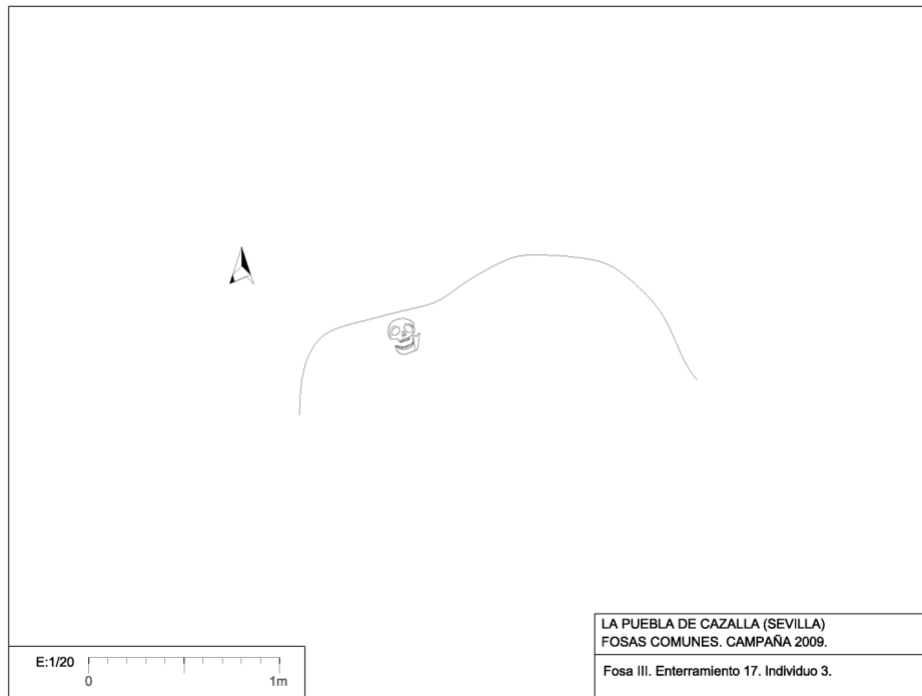 LA PUEBLA DE CAZALLA (SEVILLA)
FOSAS COMUNES. CAMPAÑA 2009.
Fosa III. Enterramiento 17. Individuo 3.
E:1/20
0 1m